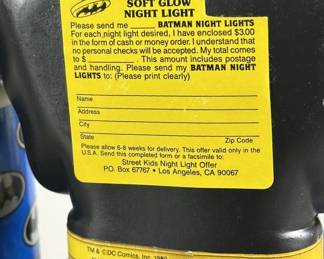 SOFT GLOW
NIGHT LIGHT
Please send me _____ BATMAN NIGHT LIGHTS
For each night light desired, I have enclosed $3.00
in the form of cash or money order. I understand that
no personal checks will be accepted. My total comes
to $__________. This amount includes postage
and handling. Please send my BATMAN NIGHT
LIGHTS to: (Please print clearly)
Name
Address
City
State Zip Code
Please allow 6-8 weeks for delivery. This offer valid only in the
U.S.A. Send this completed form or a facsimile to:
Street Kids Night Light Offer
P.O. Box 67767 • Los Angeles, CA 90067
TM & ©DC Comics, Inc.